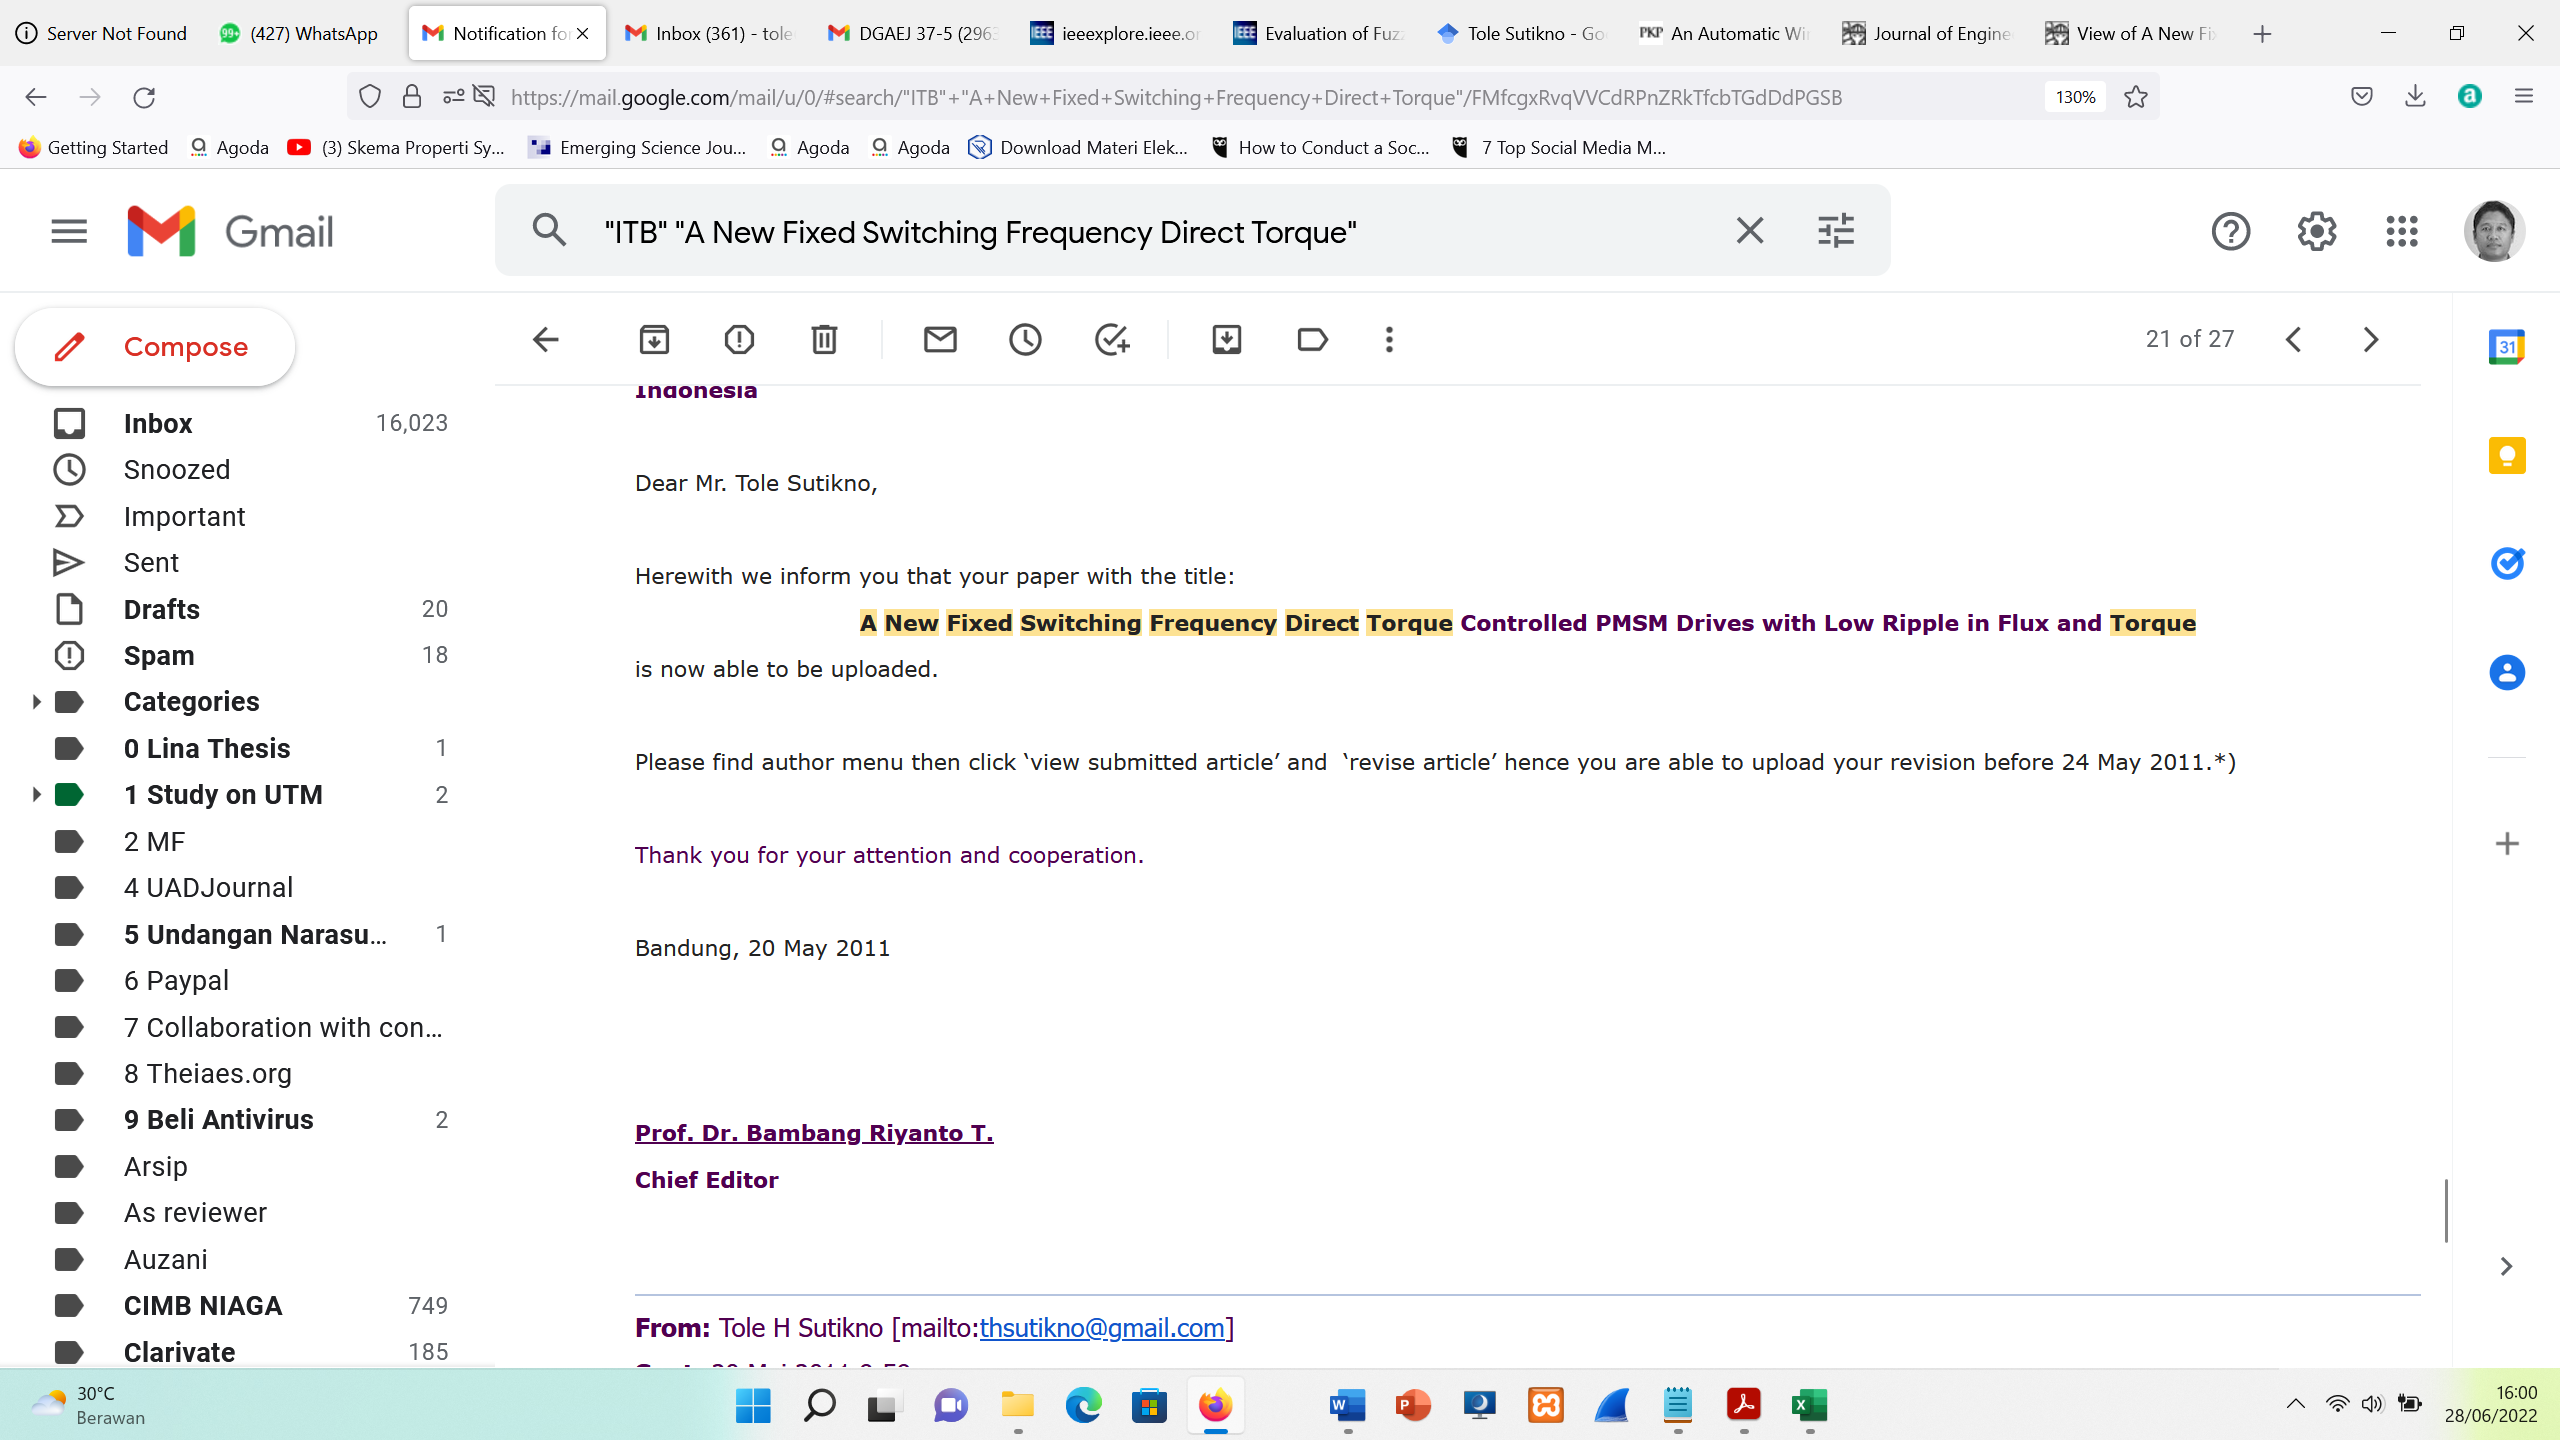 Server Not Found
(427) WhatsApp
Notification fo
Inbox (361) - tole
DGAEJ 37-5 (2963
ieeexplore.ieee.or
Evaluation of Fuz
Tole Sutikno - Go
An Automatic Wi
Journal of Engine
View of A New Fi
https://mail.google.com/mail/u/0/#search/"ITB"+"A+New+Fixed+Switching+Frequency+Direct+Torque"/FMfcgxRvqVVCdRPnZRkTfcbTGdDdPGSB
130%
Getting Started
Agoda
(3) Skema Properti Sy...
Emerging Science Jou...
Agoda
Agoda
Download Materi Elek...
How to Conduct a Soc...
7 Top Social Media M...
Gmail
"ITB" "A New Fixed Switching Frequency Direct Torque"
Compose
21 of 27
Inbox 16,023
Snoozed
Important
Sent
Drafts 20
Spam 18
Categories
0 Lina Thesis 1
1 Study on UTM 2
2 MF
4 UADJournal
5 Undangan Narasu... 1
6 Paypal
7 Collaboration with con...
8 Theiaes.org
9 Beli Antivirus 2
Arsip
As reviewer
Auzani
CIMB NIAGA 749
Clarivate 185
Indonesia
Dear Mr. Tole Sutikno,
Herewith we inform you that your paper with the title:
A New Fixed Switching Frequency Direct Torque Controlled PMSM Drives with Low Ripple in Flux and Torque
is now able to be uploaded.
Please find author menu then click ‘view submitted article’ and  ‘revise article’ hence you are able to upload your revision before 24 May 2011.*)
Thank you for your attention and cooperation.
Bandung, 20 May 2011
Prof. Dr. Bambang Riyanto T.
Chief Editor
From: Tole H Sutikno [mailto:thsutikno@gmail.com]
31
30°C
Berawan
16:00
28/06/2022